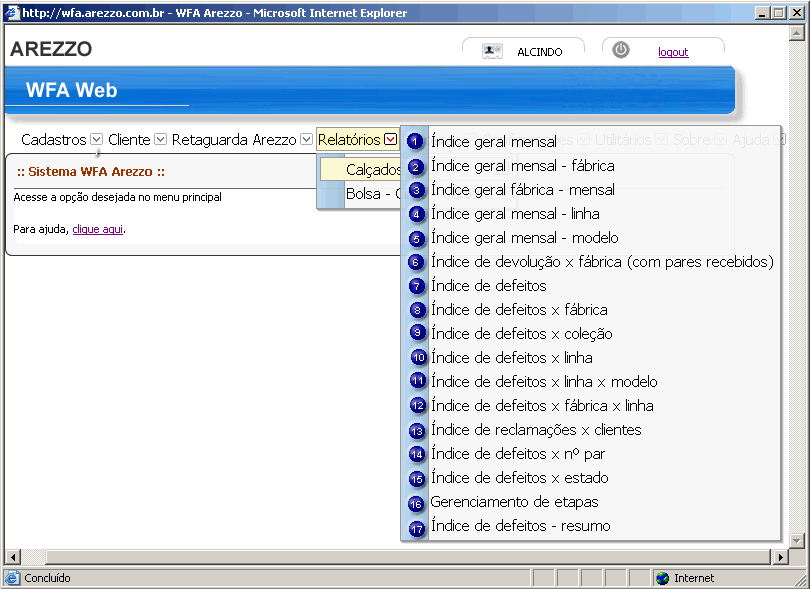 http://wfa.arezzo.com.br - WFA Arezzo - Microsoft Internet Explorer
AREZZO
ALCINDO
logout
WFA Web
Cadastros Cliente Retaguarda Arezzo Relatórios Utilitários Sobre Ajuda
:: Sistema WFA Arezzo ::
Acesse a opção desejada no menu principal
Para ajuda, clique aqui.
Calçados
Bolsa -
1 Índice geral mensal
2 Índice geral mensal - fábrica
3 Índice geral fábrica - mensal
4 Índice geral mensal - linha
5 Índice geral mensal - modelo
6 Índice de devolução x fábrica (com pares recebidos)
7 Índice de defeitos
8 Índice de defeitos x fábrica
9 Índice de defeitos x coleção
10 Índice de defeitos x linha
11 Índice de defeitos x linha x modelo
12 Índice de defeitos x fábrica x linha
13 Índice de reclamações x clientes
14 Índice de defeitos x nº par
15 Índice de defeitos x estado
16 Gerenciamento de etapas
17 Índice de defeitos - resumo
Concluído
Internet